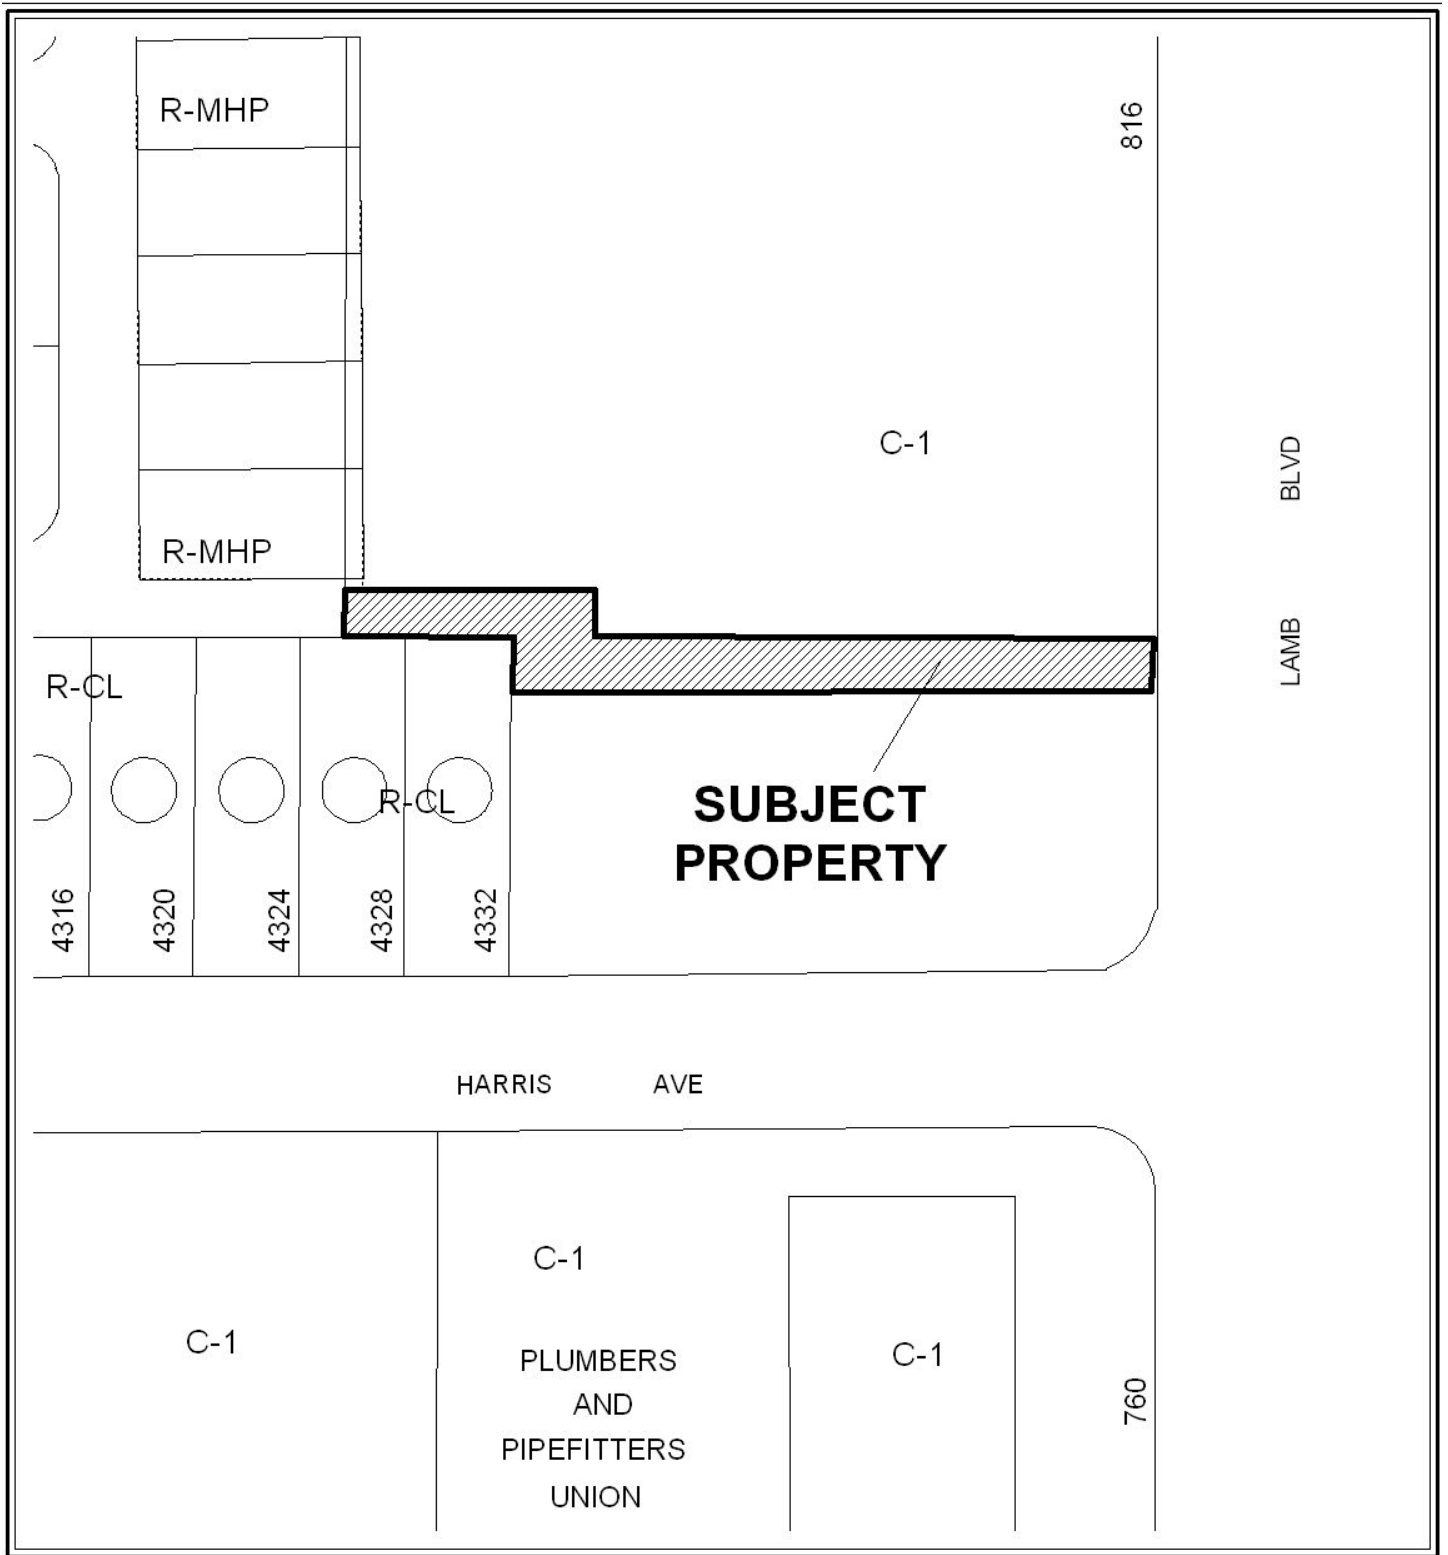 R-MHP
816
C-1
BLVD
R-MHP
LAMB
R-CL
R-CL
SUBJECT
PROPERTY
4316
4320
4324
4328
4332
HARRIS AVE
C-1
C-1
C-1
PLUMBERS
AND
PIPEFITTERS
UNION
760